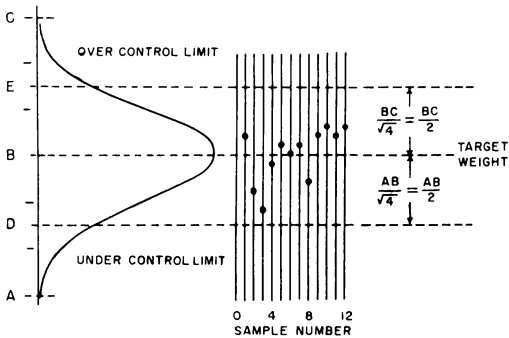 C
OVER CONTROL LIMIT
E
BC/√4 = BC/2
B
TARGET
WEIGHT
AB/√4 = AB/2
D
UNDER CONTROL LIMIT
A
0 4 8 12
SAMPLE NUMBER